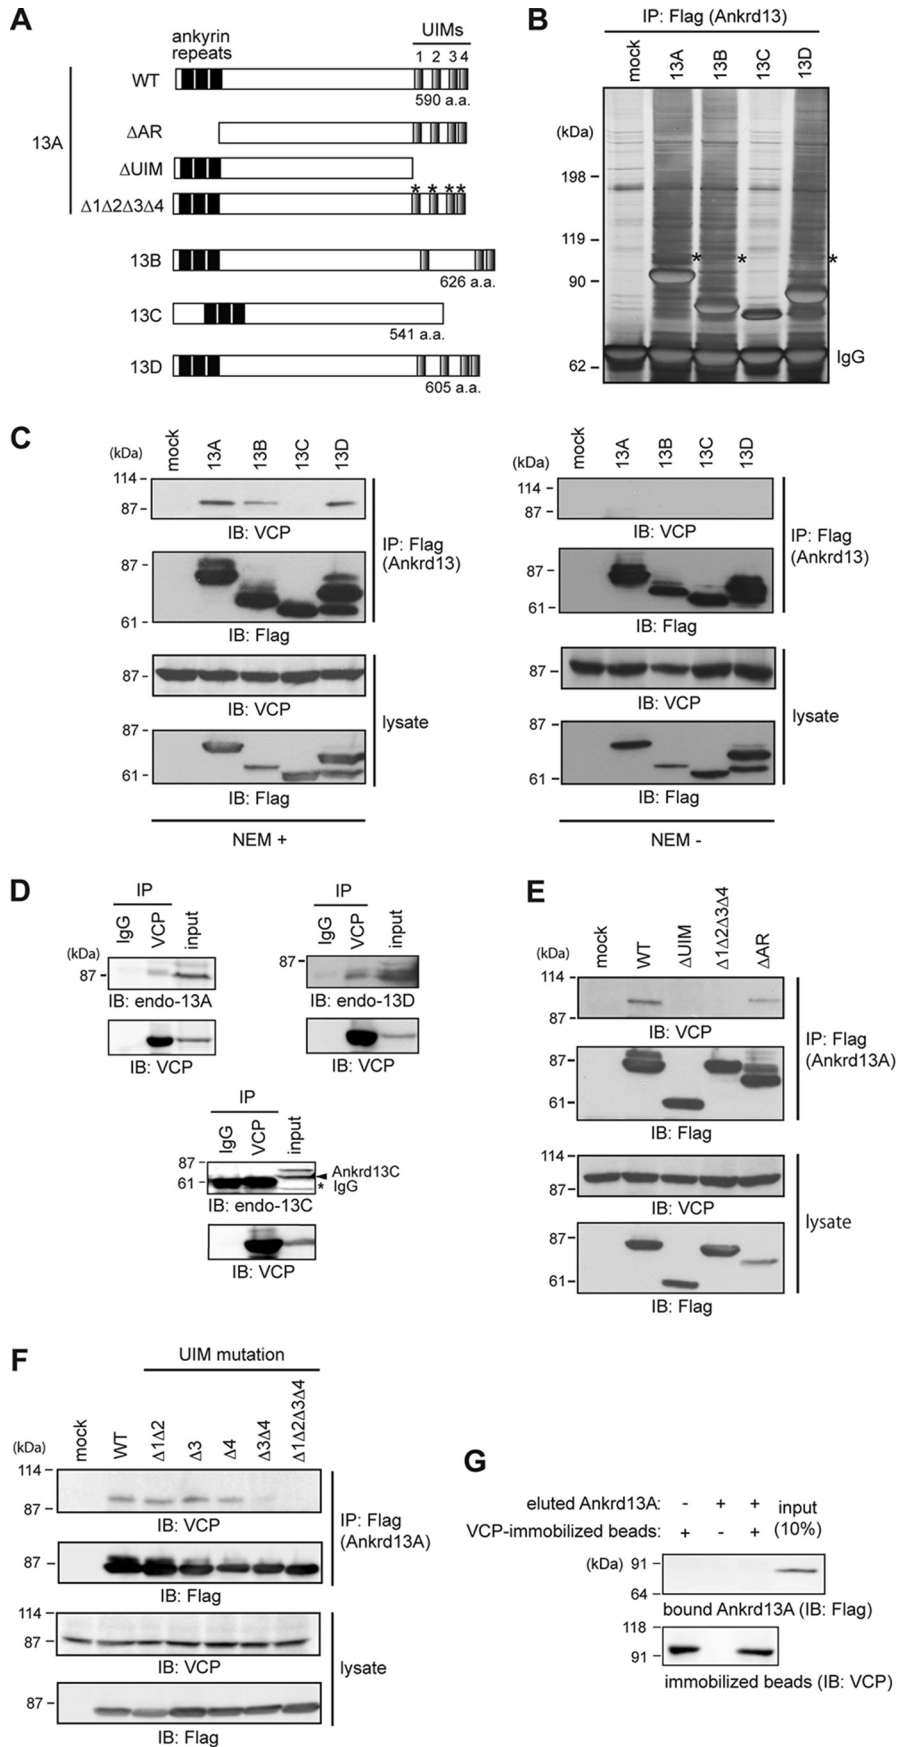 A
ankyrin
repeats
UIMs
1 2 3 4
13A
WT
590 a.a.
ΔAR
ΔUIM
* * * *
Δ1Δ2Δ3Δ4
13B
626 a.a.
13C
541 a.a.
13D
605 a.a.
B
IP: Flag (Ankrd13)
mock 13A 13B 13C 13D
(kDa)
198
119
90
62
* * *
IgG
C
(kDa) mock 13A 13B 13C 13D
114
87
IB: VCP
87
61
IB: Flag
IP: Flag
(Ankrd13)
87
IB: VCP
87
61
IB: Flag
lysate
NEM +
(kDa) mock 13A 13B 13C 13D
114
87
IB: VCP
87
61
IB: Flag
IP: Flag
(Ankrd13)
87
IB: VCP
87
61
IB: Flag
lysate
NEM -
D
IP
IgG VCP input
(kDa)
87
IB: endo-13A
IB: VCP
IP
IgG VCP input
87
IB: endo-13D
IB: VCP
IP
IgG VCP input
87
61
Ankrd13C
* IgG
IB: endo-13C
IB: VCP
E
mock WT ΔUIM Δ1Δ2Δ3Δ4 ΔAR
(kDa)
114
87
IB: VCP
87
61
IB: Flag
IP: Flag
(Ankrd13A)
114
87
IB: VCP
87
61
IB: Flag
lysate
F
UIM mutation
mock WT Δ1Δ2 Δ3 Δ4 Δ3Δ4 Δ1Δ2Δ3Δ4
(kDa)
114
87
IB: VCP
87
IB: Flag
IP: Flag
(Ankrd13A)
114
87
IB: VCP
87
IB: Flag
lysate
G
eluted Ankrd13A: - + +
VCP-immobilized beads: + - +
input
(10%)
(kDa) 91
64
bound Ankrd13A (IB: Flag)
118
91
immobilized beads (IB: VCP)